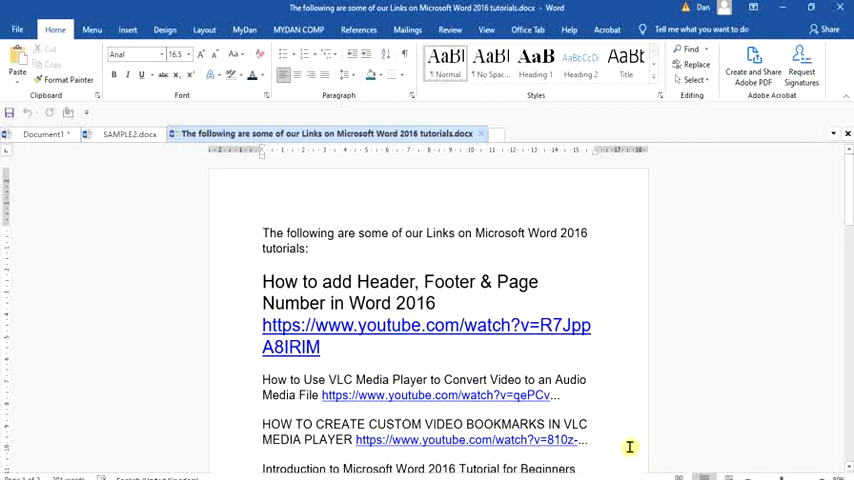 The following are some of our Links on Microsoft Word 2016 tutorials.docx - Word
Dan
File Home Menu Insert Design Layout MYDAN MYDAN COMP References Mailings Review View Office Tab Help Acrobat Tell me what you want to do Share
Paste
Cut
Copy
Format Painter
Clipboard
Arial 16.5
Font
Paragraph
AaBl AaBl AaBl AaBbCcDı AaBl
¶ Normal ¶ No Spac... Heading 1 Heading 2 Title
Styles
Find
Replace
Select
Editing
Create and Share
Adobe PDF
Request
Signatures
Adobe Acrobat
Document1 * SAMPLE2.docx The following are some of our Links on Microsoft Word 2016 tutorials.docx
The following are some of our Links on Microsoft Word 2016
tutorials:
How to add Header, Footer & Page
Number in Word 2016
https://www.youtube.com/watch?v=R7Jpp
A8IRIM
How to Use VLC Media Player to Convert Video to an Audio
Media File https://www.youtube.com/watch?v=qePCv...
HOW TO CREATE CUSTOM VIDEO BOOKMARKS IN VLC
MEDIA PLAYER https://www.youtube.com/watch?v=810z-...
Introduction to Microsoft Word 2016 Tutorial for Beginners